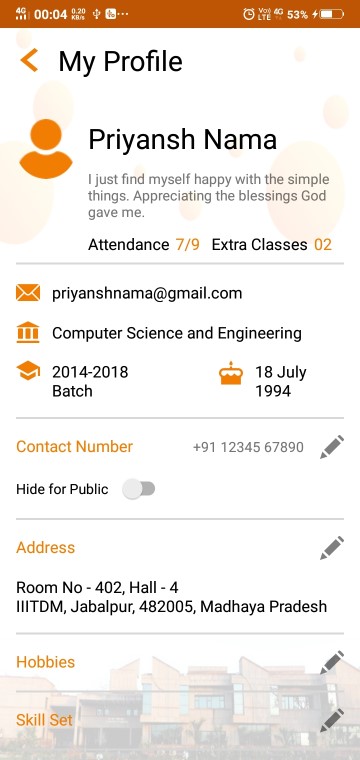 4G 00:04 0.20 KB/s ... Vo) LTE 4G 53%
My Profile
Priyansh Nama
I just find myself happy with the simple
things. Appreciating the blessings God
gave me.
Attendance 7/9 Extra Classes 02
priyanshnama@gmail.com
Computer Science and Engineering
2014-2018 18 July
Batch 1994
Contact Number +91 12345 67890
Hide for Public
Address
Room No - 402, Hall - 4
IIITDM, Jabalpur, 482005, Madhaya Pradesh
Hobbies
Skill Set